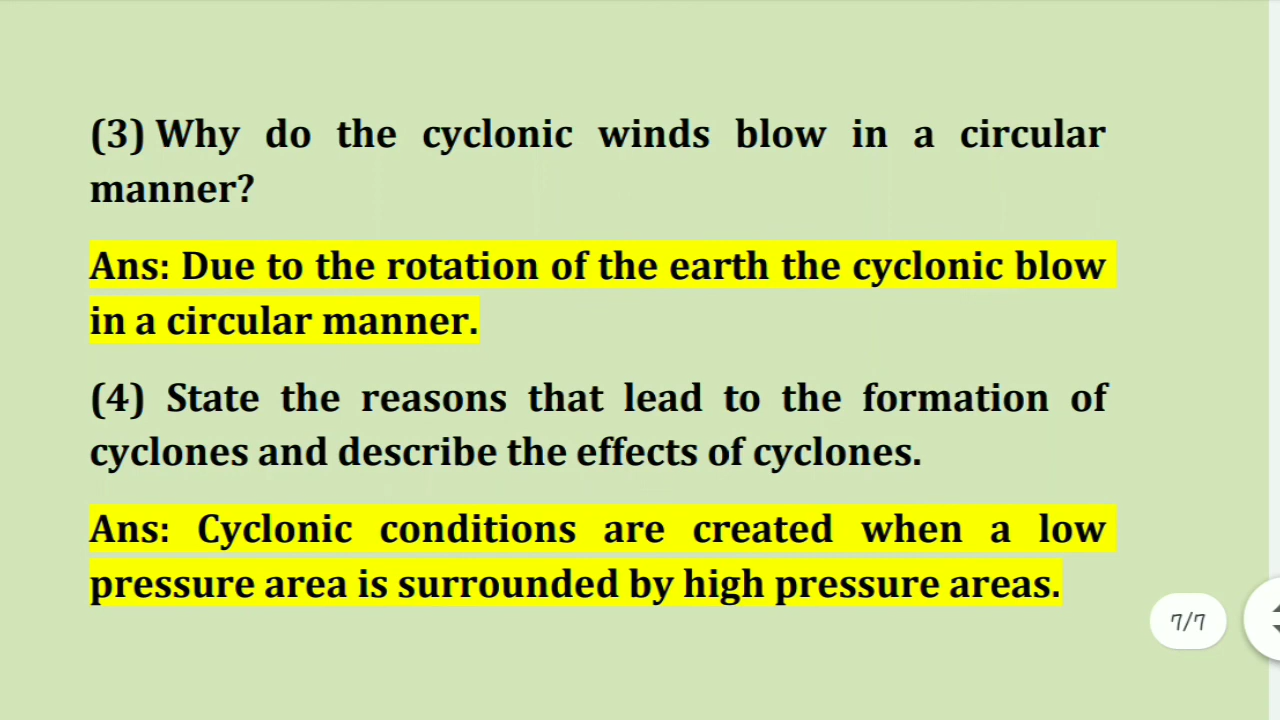 (3) Why do the cyclonic winds blow in a circular
manner?
Ans: Due to the rotation of the earth the cyclonic blow
in a circular manner.
(4) State the reasons that lead to the formation of
cyclones and describe the effects of cyclones.
Ans: Cyclonic conditions are created when a low
pressure area is surrounded by high pressure areas.
7/7